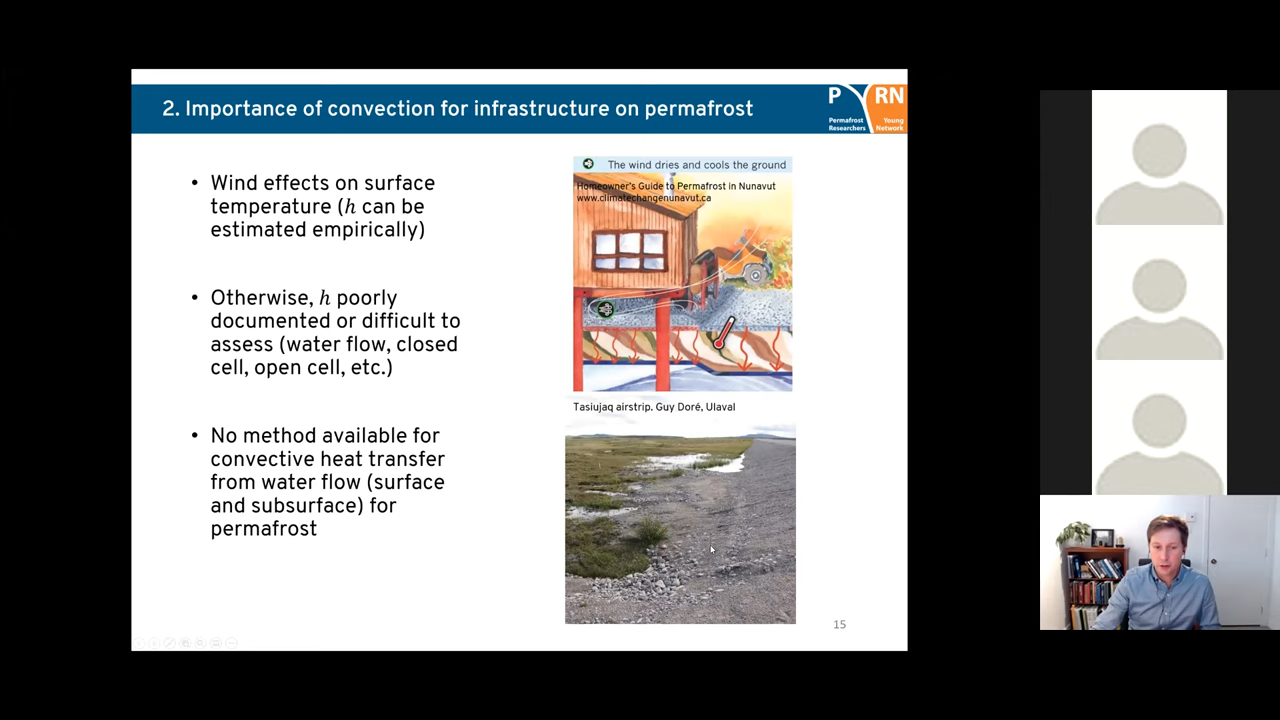 2. Importance of convection for infrastructure on permafrost
P RN
Permafrost Young
Researchers Network
• Wind effects on surface
temperature (h can be
estimated empirically)
• Otherwise, h poorly
documented or difficult to
assess (water flow, closed
cell, open cell, etc.)
• No method available for
convective heat transfer
from water flow (surface
and subsurface) for
permafrost
The wind dries and cools the ground
Homeowner's Guide to Permafrost in Nunavut
www.climatechangenunavut.ca
Tasiujaq airstrip. Guy Doré, Ulaval
15